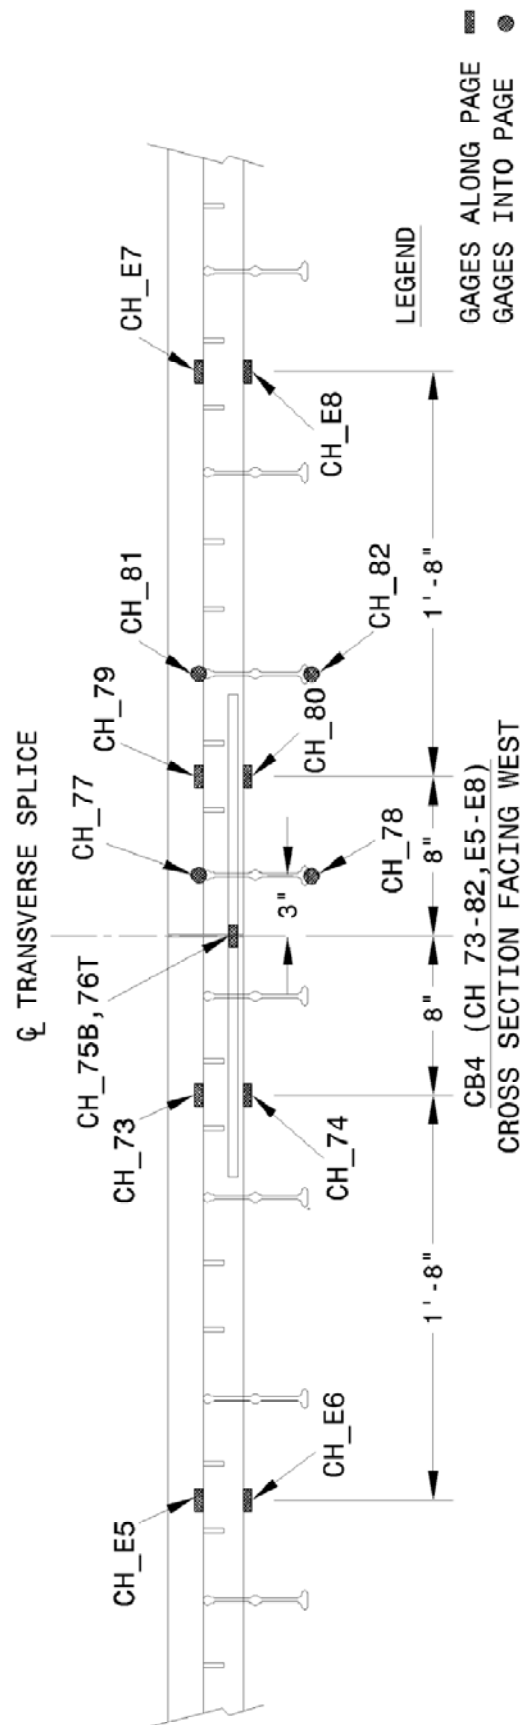 ℄ TRANSVERSE SPLICE
CH_E5
CH_73
CH_75B,76T
CH_77
CH_79
CH_81
CH_E7
CH_E6
CH_74
3"
CH_78
CH_80
CH_82
CH_E8
1'-8"
8"
8"
1'-8"
CB4 (CH 73-82,E5-E8)
CROSS SECTION FACING WEST
LEGEND
GAGES ALONG PAGE
GAGES INTO PAGE